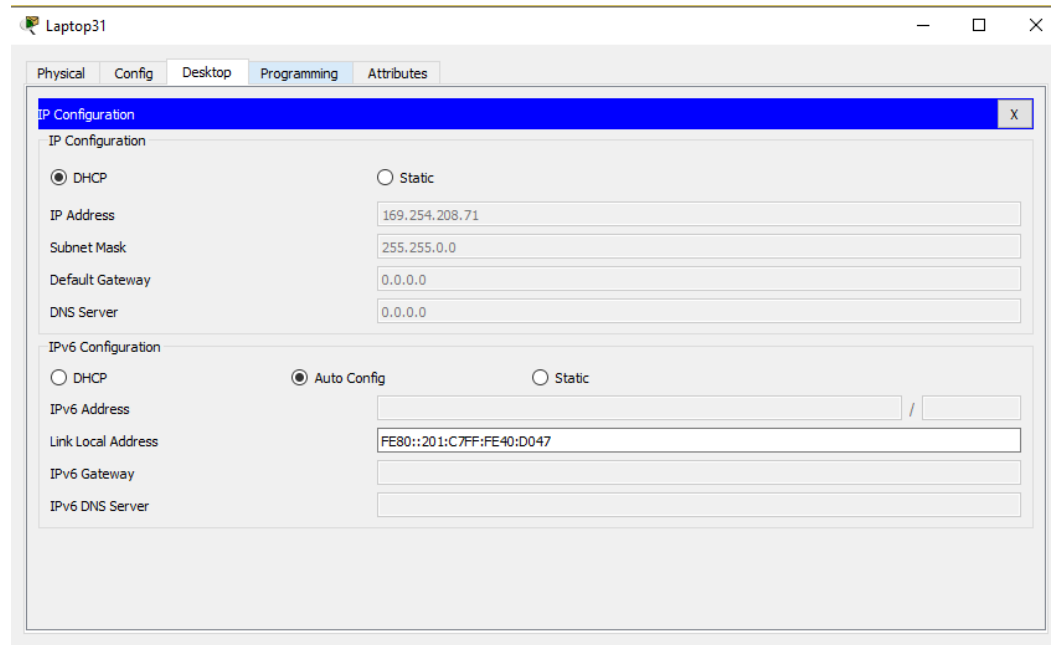 Laptop31
Physical Config Desktop Programming Attributes
IP Configuration X
IP Configuration
DHCP Static
IP Address 169.254.208.71
Subnet Mask 255.255.0.0
Default Gateway 0.0.0.0
DNS Server 0.0.0.0
IPv6 Configuration
DHCP Auto Config Static
IPv6 Address /
Link Local Address FE80::201:C7FF:FE40:D047
IPv6 Gateway
IPv6 DNS Server